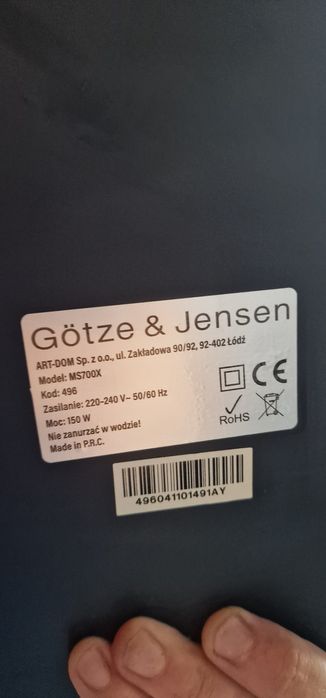 Götze & Jensen
ART-DOM Sp. z o.o., ul. Zakładowa 90/92, 92-402 Łódź
Model: MS700X
Kod: 496
Zasilanie: 220-240 V~ 50/60 Hz
Moc: 150 W
Nie zanurzać w wodzie!
Made in P.R.C.
CE
RoHS
496041101491AY